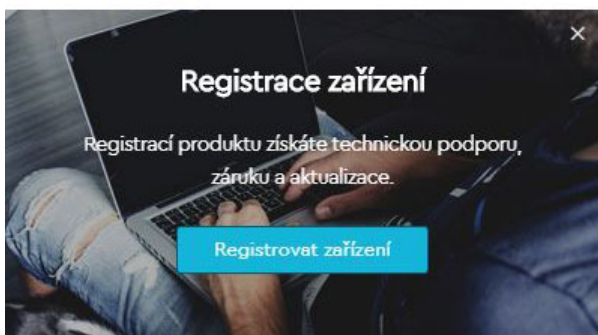 Registrace zařízení
Registrací produktu získáte technickou podporu,
záruku a aktualizace.
Registrovat zařízení